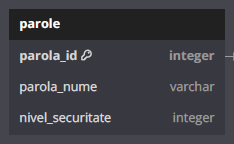 parole
parola_id integer
parola_nume varchar
nivel_securitate integer